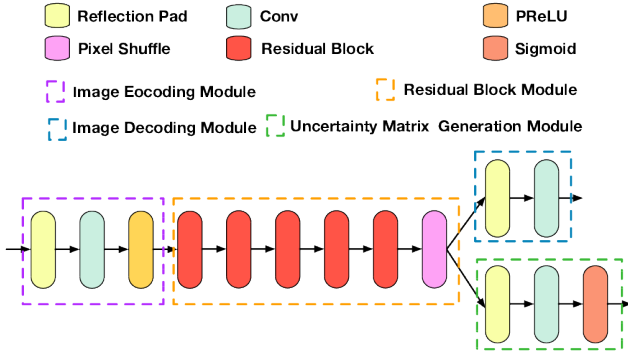 Reflection Pad Conv PReLU
Pixel Shuffle Residual Block Sigmoid
Image Eocoding Module Residual Block Module
Image Decoding Module Uncertainty Matrix Generation Module